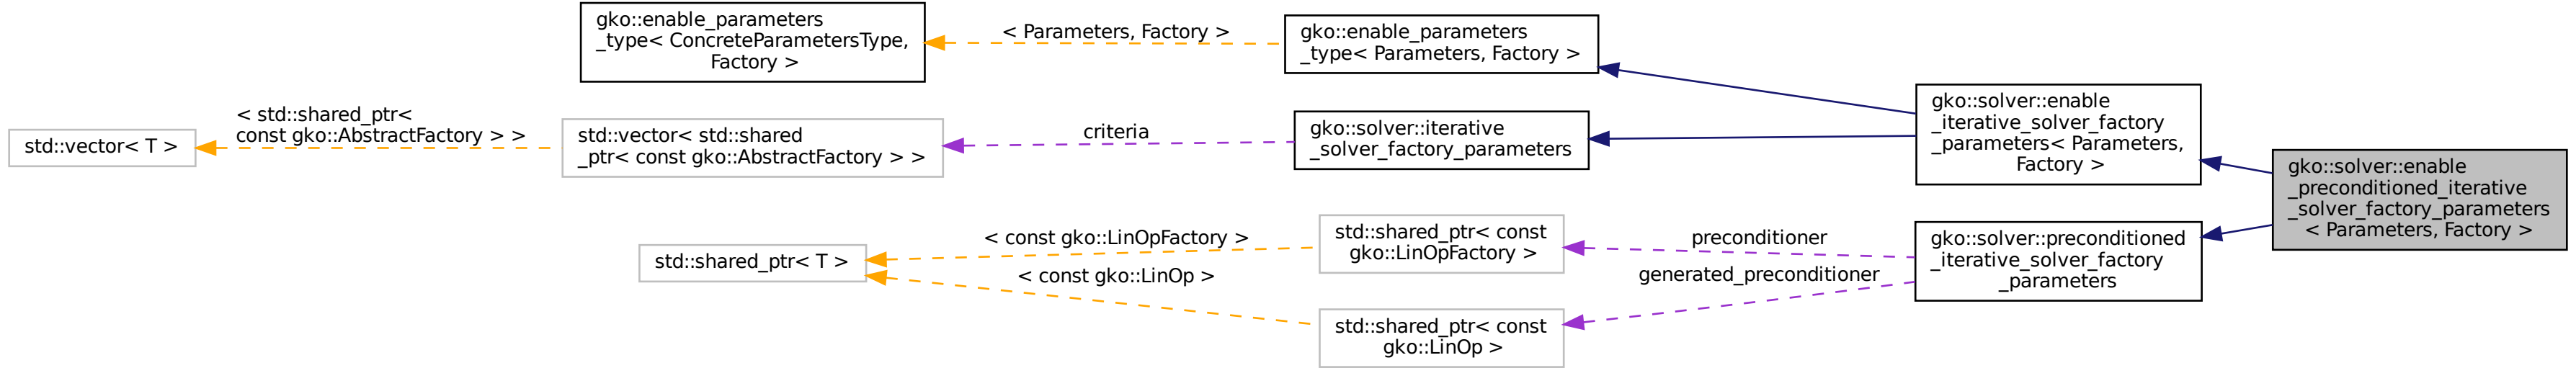 gko::enable_parameters
_type< ConcreteParametersType,
Factory >
< Parameters, Factory >
gko::enable_parameters
_type< Parameters, Factory >
std::vector< T >
< std::shared_ptr<
const gko::AbstractFactory > >
std::vector< std::shared
_ptr< const gko::AbstractFactory > >
criteria
gko::solver::iterative
_solver_factory_parameters
gko::solver::enable
_iterative_solver_factory
_parameters< Parameters,
Factory >
gko::solver::enable
_preconditioned_iterative
_solver_factory_parameters
< Parameters, Factory >
std::shared_ptr< T >
< const gko::LinOpFactory >
< const gko::LinOp >
std::shared_ptr< const
gko::LinOpFactory >
preconditioner
generated_preconditioner
gko::solver::preconditioned
_iterative_solver_factory
_parameters
std::shared_ptr< const
gko::LinOp >